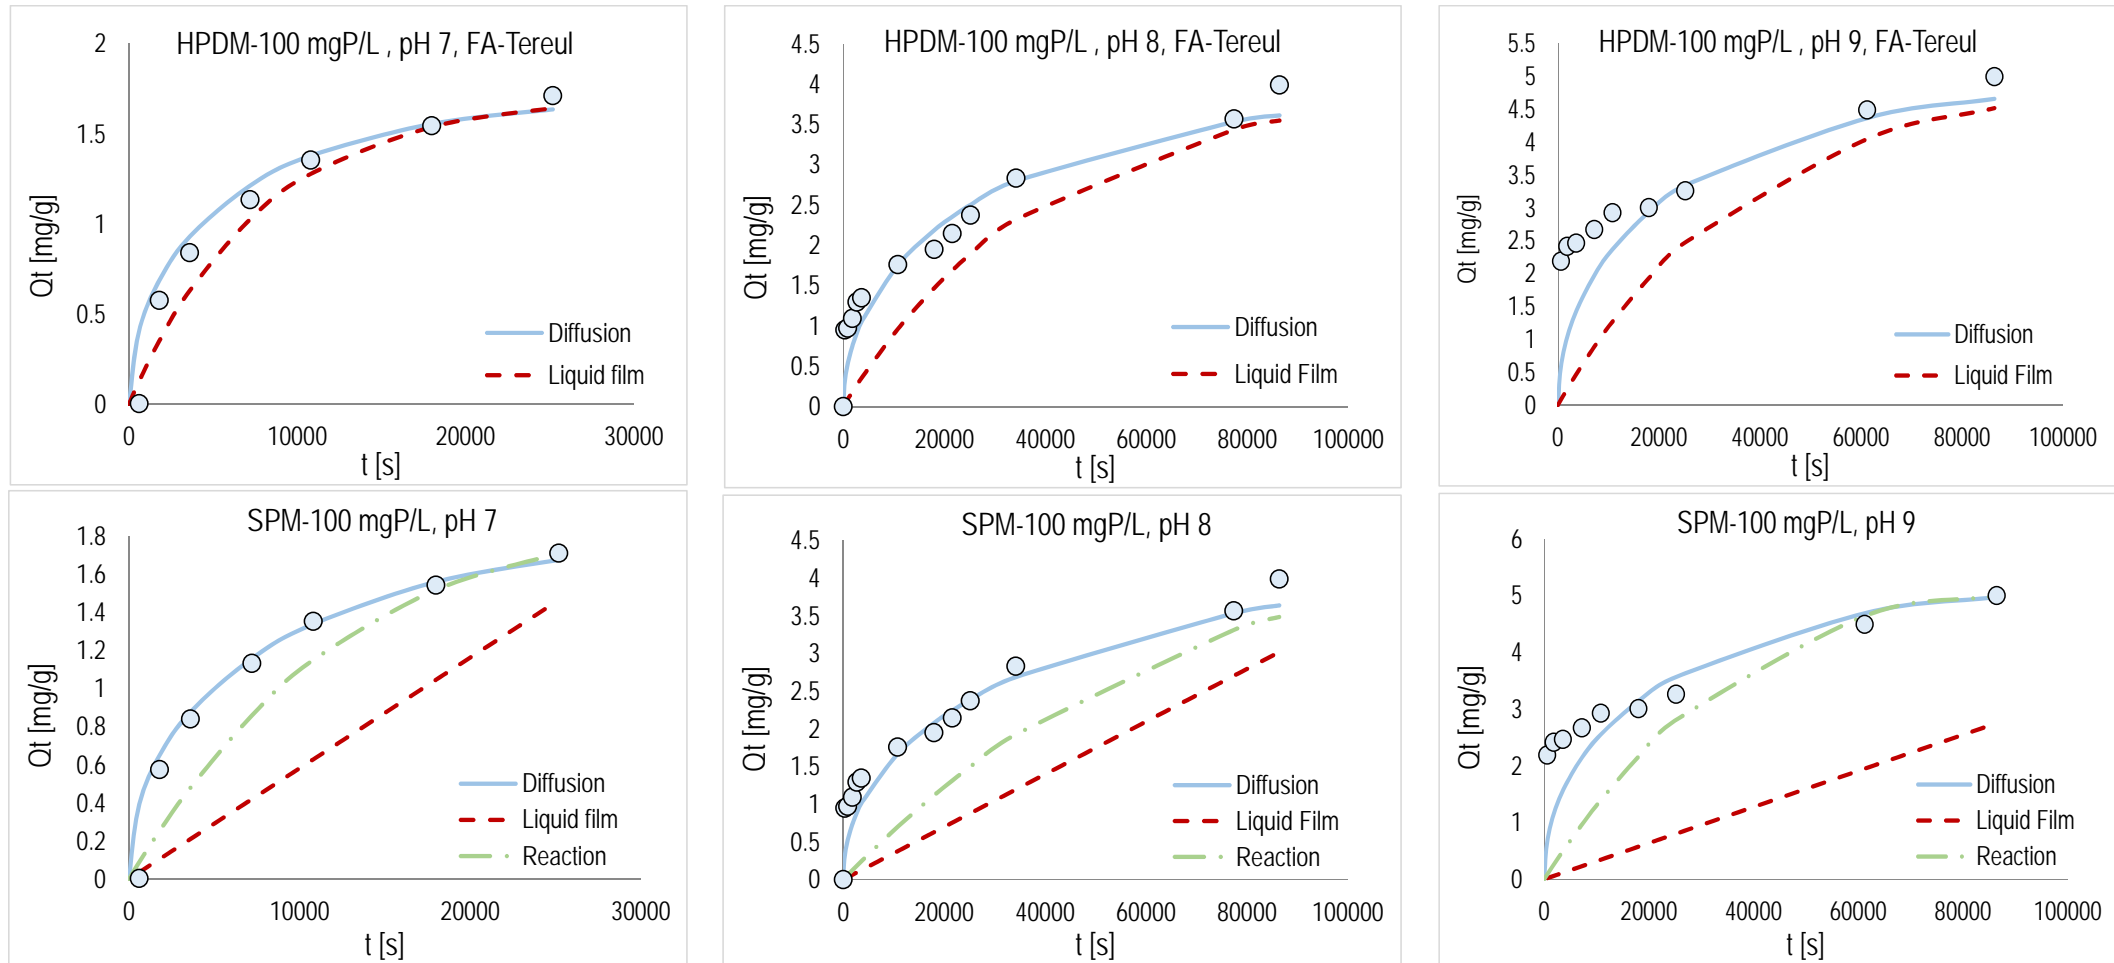 HPDM-100 mgP/L , pH 7, FA-Tereul
2
1.5
1
0.5
0
Qt [mg/g]
Diffusion
Liquid film
0
10000
20000
30000
t [s]
HPDM-100 mgP/L , pH 8, FA-Tereul
4.5
4
3.5
3
2.5
2
1.5
1
0.5
0
Qt [mg/g]
Diffusion
Liquid Film
0
20000
40000
60000
80000
100000
t [s]
HPDM-100 mgP/L , pH 9, FA-Tereul
5.5
5
4.5
4
3.5
3
2.5
2
1.5
1
0.5
0
Qt [mg/g]
Diffusion
Liquid Film
0
20000
40000
60000
80000
100000
t [s]
SPM-100 mgP/L, pH 7
1.8
1.6
1.4
1.2
1
0.8
0.6
0.4
0.2
0
Qt [mg/g]
Diffusion
Liquid film
Reaction
0
10000
20000
30000
t [s]
SPM-100 mgP/L, pH 8
4.5
4
3.5
3
2.5
2
1.5
1
0.5
0
Qt [mg/g]
Diffusion
Liquid Film
Reaction
0
20000
40000
60000
80000
100000
t [s]
SPM-100 mgP/L, pH 9
6
5
4
3
2
1
0
Qt [mg/g]
Diffusion
Liquid Film
Reaction
0
20000
40000
60000
80000
100000
t [s]